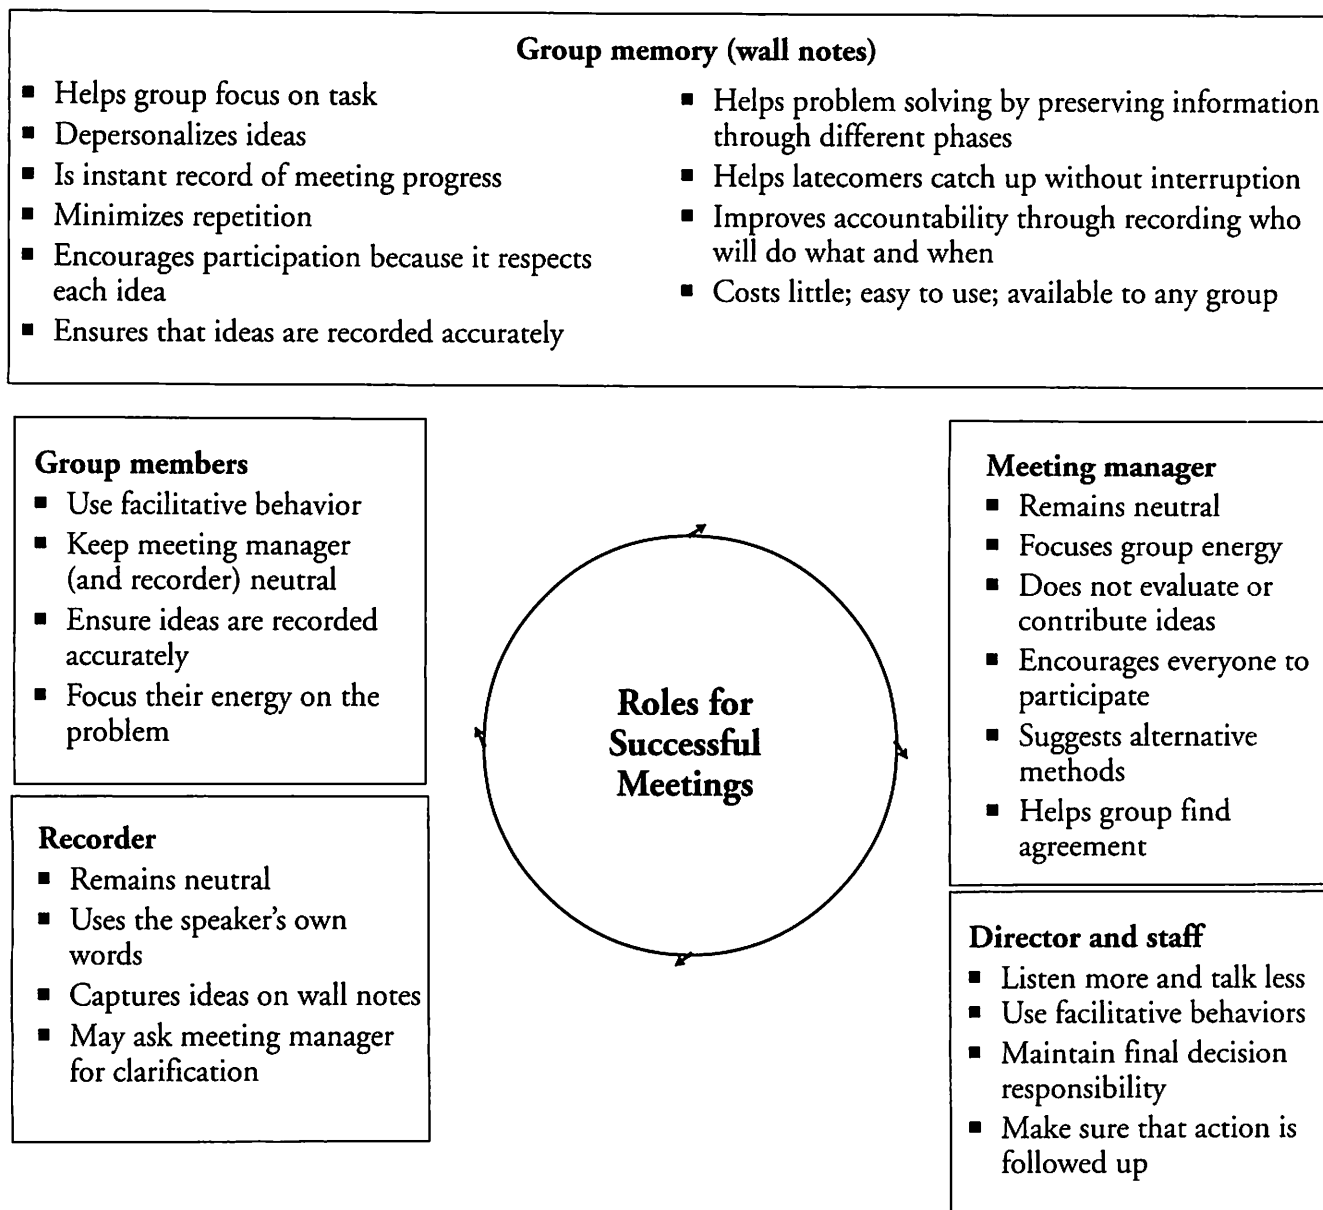 Group memory (wall notes)
■ Helps group focus on task
■ Depersonalizes ideas
■ Is instant record of meeting progress
■ Minimizes repetition
■ Encourages participation because it respects
each idea
■ Ensures that ideas are recorded accurately
■ Helps problem solving by preserving information
through different phases
■ Helps latecomers catch up without interruption
■ Improves accountability through recording who
will do what and when
■ Costs little; easy to use; available to any group
Group members
■ Use facilitative behavior
■ Keep meeting manager
(and recorder) neutral
■ Ensure ideas are recorded
accurately
■ Focus their energy on the
problem
Recorder
■ Remains neutral
■ Uses the speaker's own
words
■ Captures ideas on wall notes
■ May ask meeting manager
for clarification
Roles for
Successful
Meetings
Meeting manager
■ Remains neutral
■ Focuses group energy
■ Does not evaluate or
contribute ideas
■ Encourages everyone to
participate
■ Suggests alternative
methods
■ Helps group find
agreement
Director and staff
■ Listen more and talk less
■ Use facilitative behaviors
■ Maintain final decision
responsibility
■ Make sure that action is
followed up